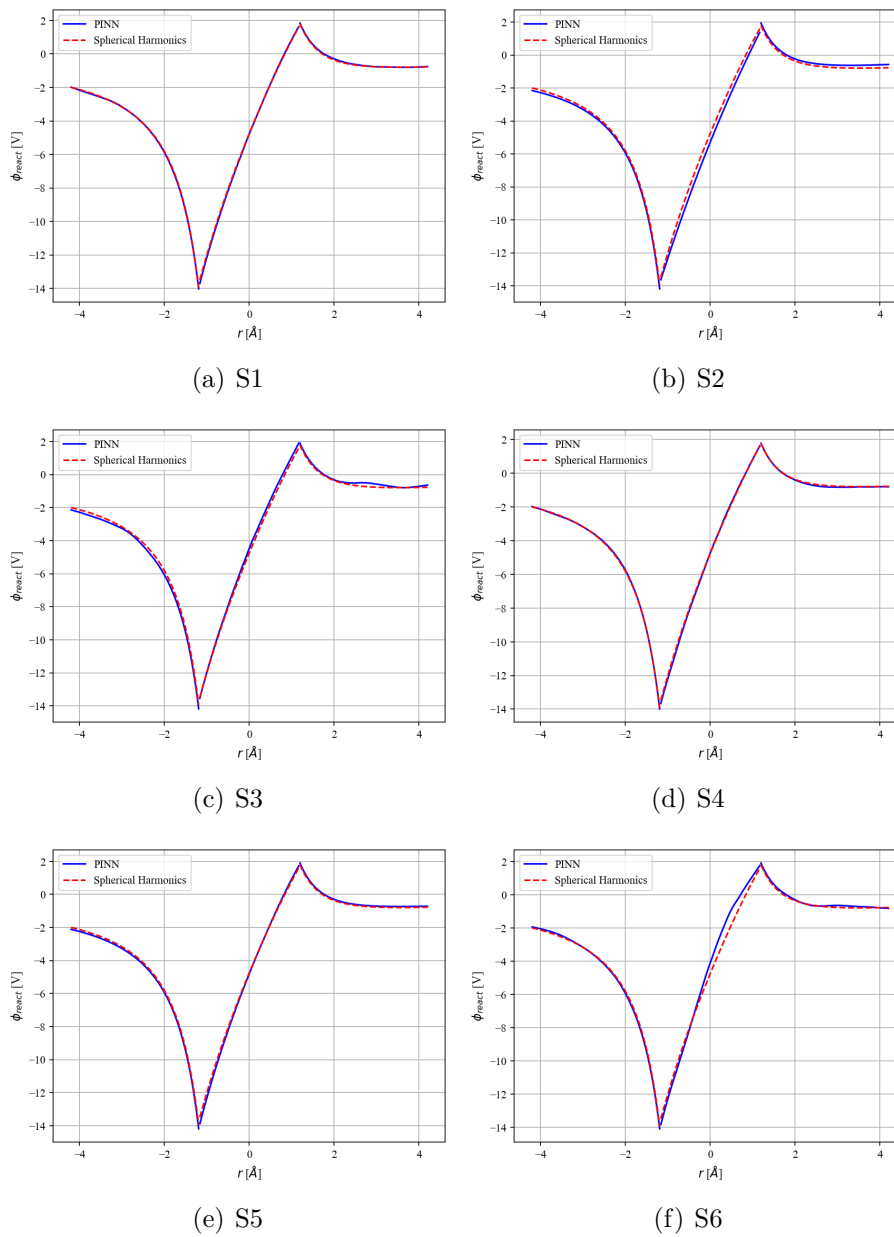 PINN
Spherical Harmonics
2
0
−2
−4
−6
−8
−10
−12
−14
ϕreact [V]
−4 −2 0 2 4
r [Å]
(a) S1
PINN
Spherical Harmonics
2
0
−2
−4
−6
−8
−10
−12
−14
ϕreact [V]
−4 −2 0 2 4
r [Å]
(b) S2
PINN
Spherical Harmonics
2
0
−2
−4
−6
−8
−10
−12
−14
ϕreact [V]
−4 −2 0 2 4
r [Å]
(c) S3
PINN
Spherical Harmonics
2
0
−2
−4
−6
−8
−10
−12
−14
ϕreact [V]
−4 −2 0 2 4
r [Å]
(d) S4
PINN
Spherical Harmonics
2
0
−2
−4
−6
−8
−10
−12
−14
ϕreact [V]
−4 −2 0 2 4
r [Å]
(e) S5
PINN
Spherical Harmonics
2
0
−2
−4
−6
−8
−10
−12
−14
ϕreact [V]
−4 −2 0 2 4
r [Å]
(f) S6